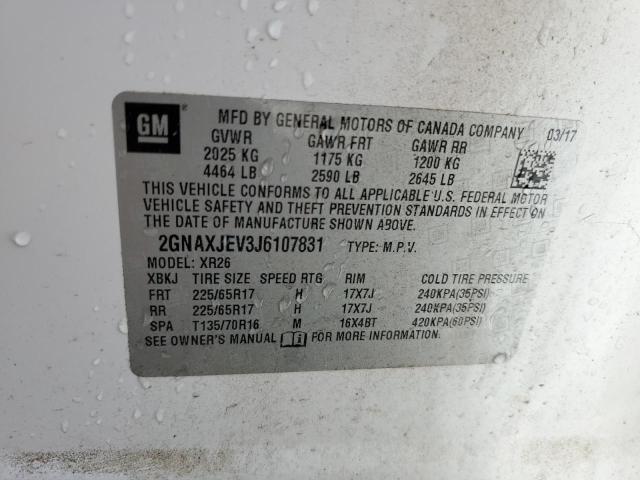 GM
MFD BY GENERAL MOTORS OF CANADA COMPANY 03/17
GVWR GAWR FRT GAWR RR
2025 KG 1175 KG 1200 KG
4464 LB 2590 LB 2645 LB
THIS VEHICLE CONFORMS TO ALL APPLICABLE U.S. FEDERAL MOTOR
VEHICLE SAFETY AND THEFT PREVENTION STANDARDS IN EFFECT ON
THE DATE OF MANUFACTURE SHOWN ABOVE.
2GNAXJEV3J6107831 TYPE: M.P.V.
MODEL: XR26
XBKJ TIRE SIZE SPEED RTG RIM COLD TIRE PRESSURE
FRT 225/65R17 H 17X7J 240KPA(35PSI)
RR 225/65R17 H 17X7J 240KPA(35PSI)
SPA T135/70R16 M 16X4BT 420KPA(60PSI)
SEE OWNER'S MANUAL FOR MORE INFORMATION.